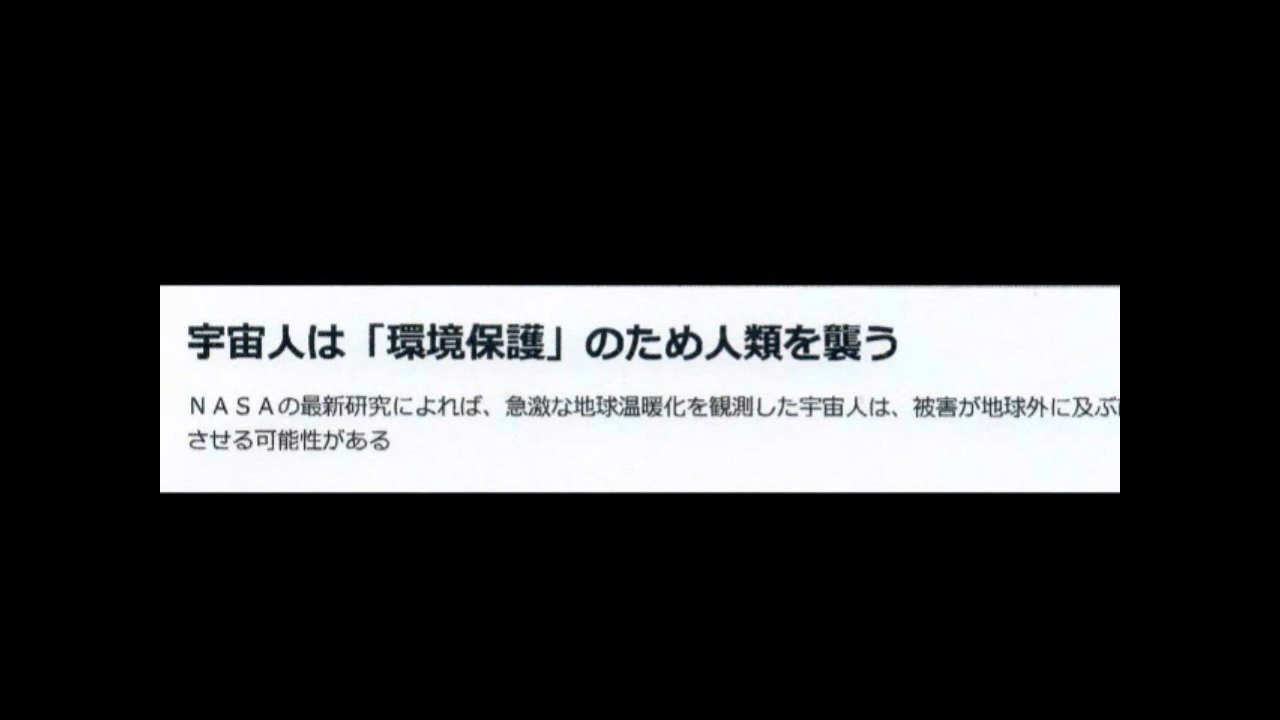 宇宙人は「環境保護」のため人類を襲う
ＮＡＳＡの最新研究によれば、急激な地球温暖化を観測した宇宙人は、被害が地球外に及ぶ
させる可能性がある